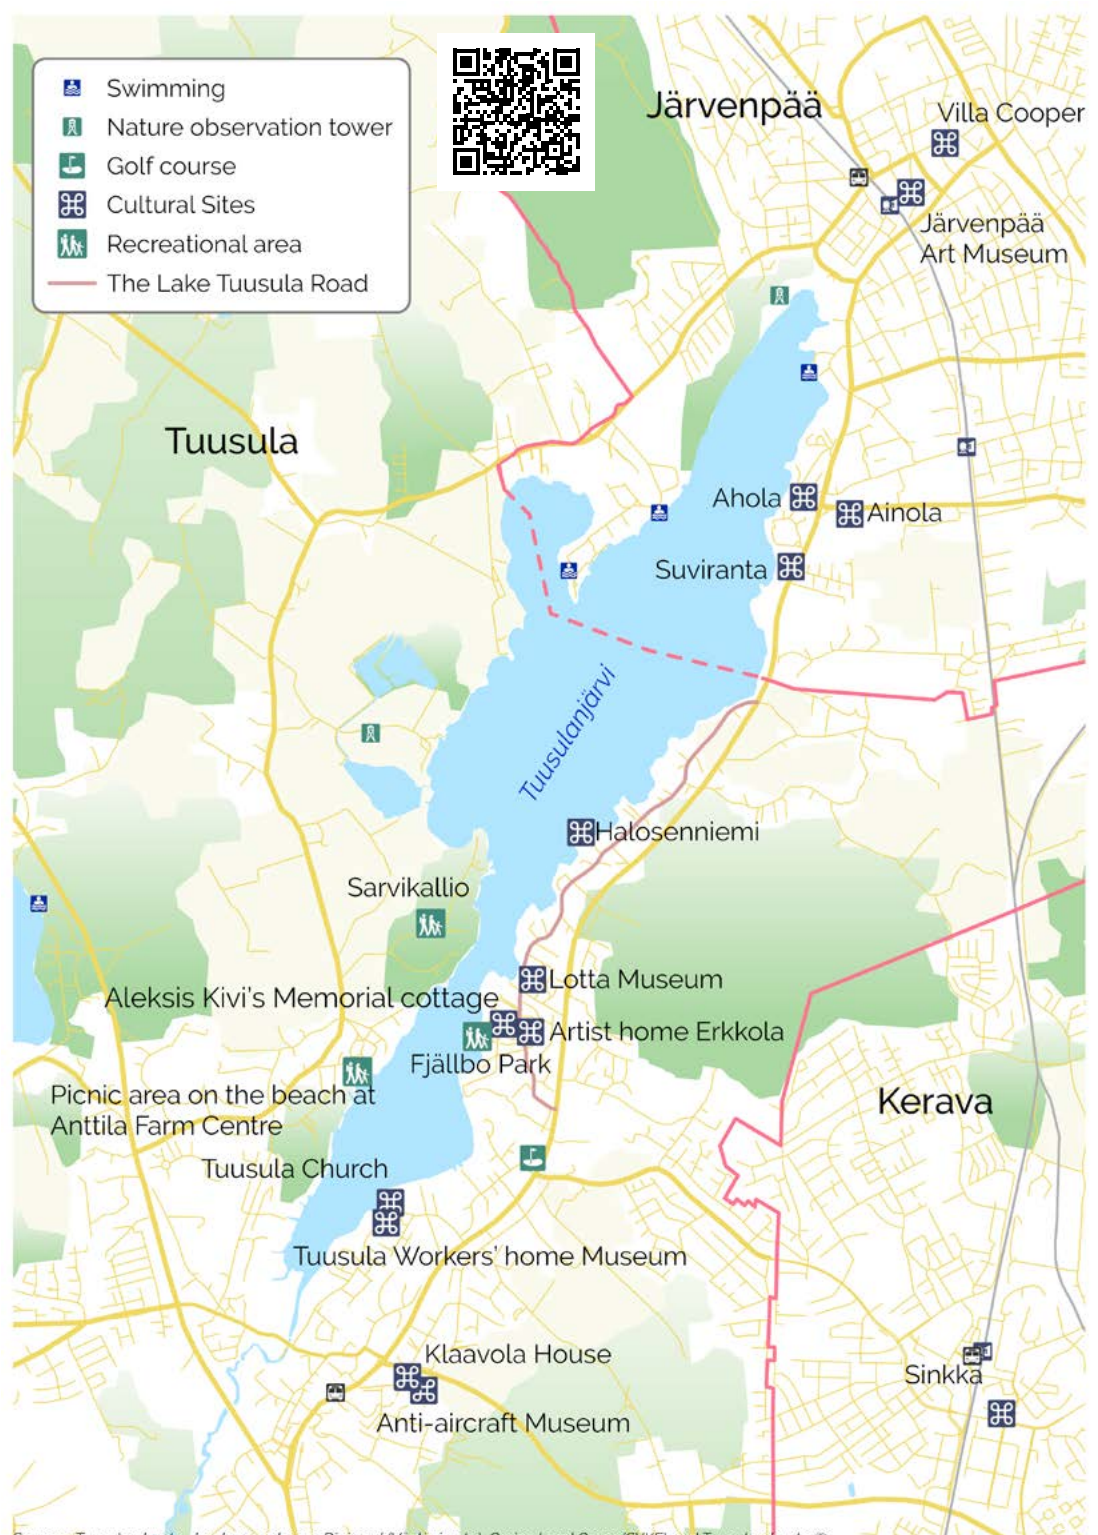 Swimming
Nature observation tower
Golf course
Cultural Sites
Recreational area
The Lake Tuusula Road
Järvenpää
Villa Cooper
Järvenpää
Art Museum
Tuusula
Ahola
Ainola
Suviranta
Tuusulanjärvi
Halosenniemi
Sarvikallio
Lotta Museum
Aleksis Kivi's Memorial cottage
Artist home Erkkola
Fjällbo Park
Picnic area on the beach at
Anttila Farm Centre
Kerava
Tuusula Church
Tuusula Workers' home Museum
Klaavola House
Sinkka
Anti-aircraft Museum